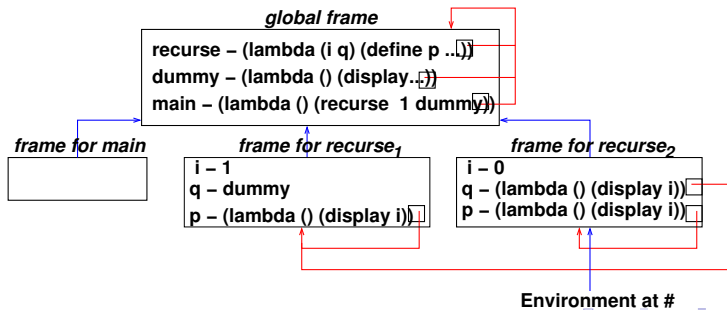 global frame
recurse – (lambda (i q) (define p ...))
dummy – (lambda () (display...))
main – (lambda () (recurse 1 dummy))
frame for main
frame for recurse1
frame for recurse2
i – 1
q – dummy
p – (lambda () (display i))
i – 0
q – (lambda () (display i))
p – (lambda () (display i))
Environment at #